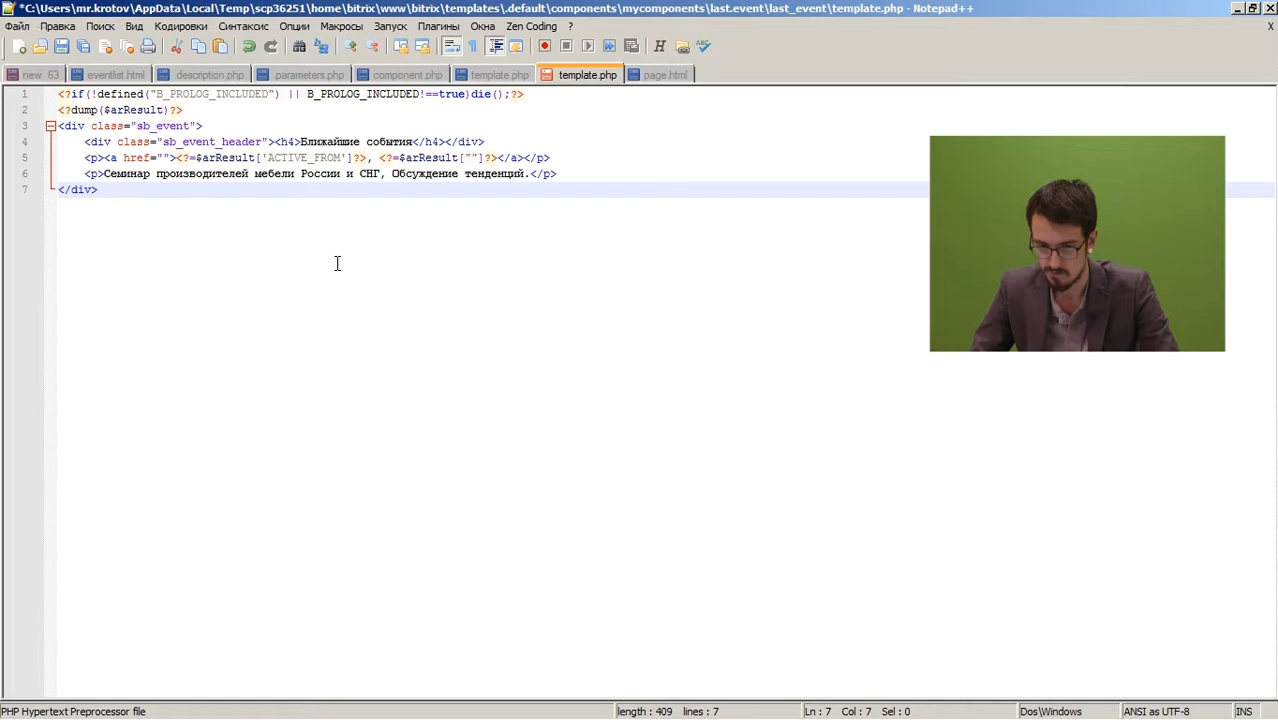 *C:\Users\mr.krotov\AppData\Local\Temp\scp36251\home\bitrix\www\bitrix\templates\.default\components\mycomponents\last.event\last_event\template.php - Notepad++
Файл Правка Поиск Вид Кодировки Синтаксис Опции Макросы Запуск Плагины Окна Zen Coding ? X
new 63 eventlist.html .description.php .parameters.php component.php template.php template.php page.html
1 <?if(!defined("B_PROLOG_INCLUDED") || B_PROLOG_INCLUDED!==true)die();?>
2 <?dump($arResult)?>
3 <div class="sb_event">
4 <div class="sb_event_header"><h4>Ближайшие события</h4></div>
5 <p><a href=""><?=$arResult['ACTIVE_FROM']?>, <?=$arResult[""]?></a></p>
6 <p>Семинар производителей мебели России и СНГ, Обсуждение тенденций.</p>
7 </div>
PHP Hypertext Preprocessor file length : 409 lines : 7 Ln : 7 Col : 7 Sel : 0 Dos\Windows ANSI as UTF-8 INS